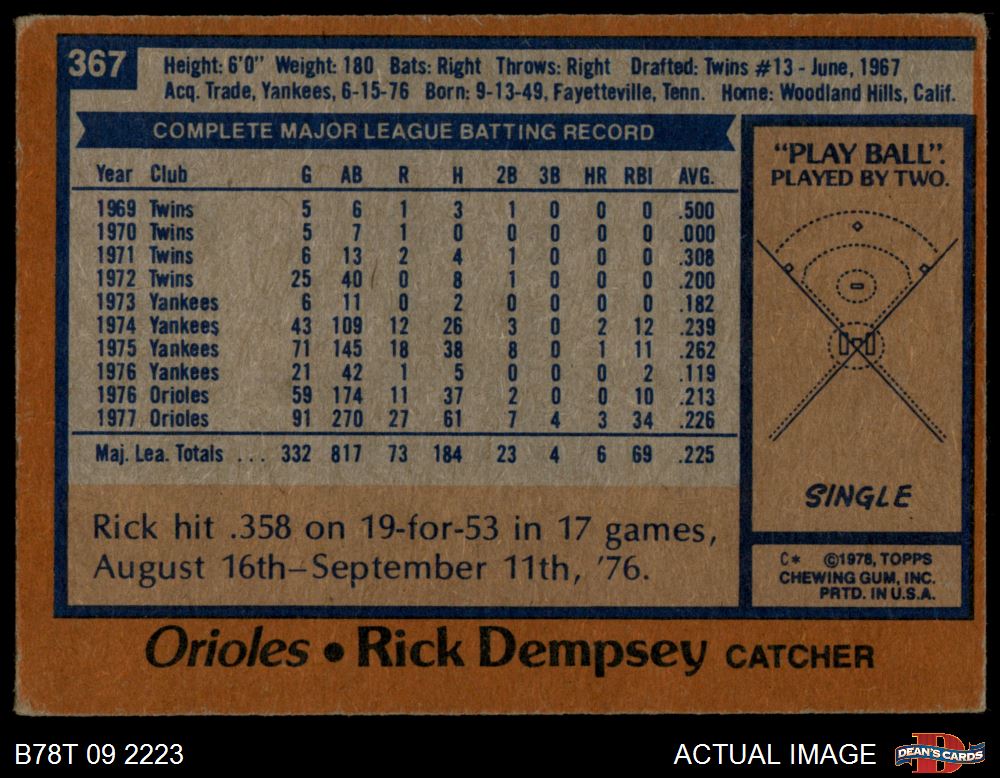 367
Height: 6'0" Weight: 180 Bats: Right Throws: Right Drafted: Twins #13 - June, 1967
Acq. Trade, Yankees, 6-15-76 Born: 9-13-49, Fayetteville, Tenn. Home: Woodland Hills, Calif.
COMPLETE MAJOR LEAGUE BATTING RECORD
Year Club G AB R H 2B 3B HR RBI AVG.
1969 Twins 5 6 1 3 1 0 0 0 .500
1970 Twins 5 7 1 0 0 0 0 0 .000
1971 Twins 6 13 2 4 1 0 0 0 .308
1972 Twins 25 40 0 8 1 0 0 0 .200
1973 Yankees 6 11 0 2 0 0 0 0 .182
1974 Yankees 43 109 12 26 3 0 2 12 .239
1975 Yankees 71 145 18 38 8 0 1 11 .262
1976 Yankees 21 42 1 5 0 0 0 2 .119
1976 Orioles 59 174 11 37 2 0 0 10 .213
1977 Orioles 91 270 27 61 7 4 3 34 .226
Maj. Lea. Totals ... 332 817 73 184 23 4 6 69 .225
Rick hit .358 on 19-for-53 in 17 games,
August 16th–September 11th, '76.
"PLAY BALL".
PLAYED BY TWO.
SINGLE
C* ©1978, TOPPS
CHEWING GUM, INC.
PRTD. IN U.S.A.
Orioles • Rick Dempsey CATCHER
B78T 09 2223
ACTUAL IMAGE
DEAN'S CARDS